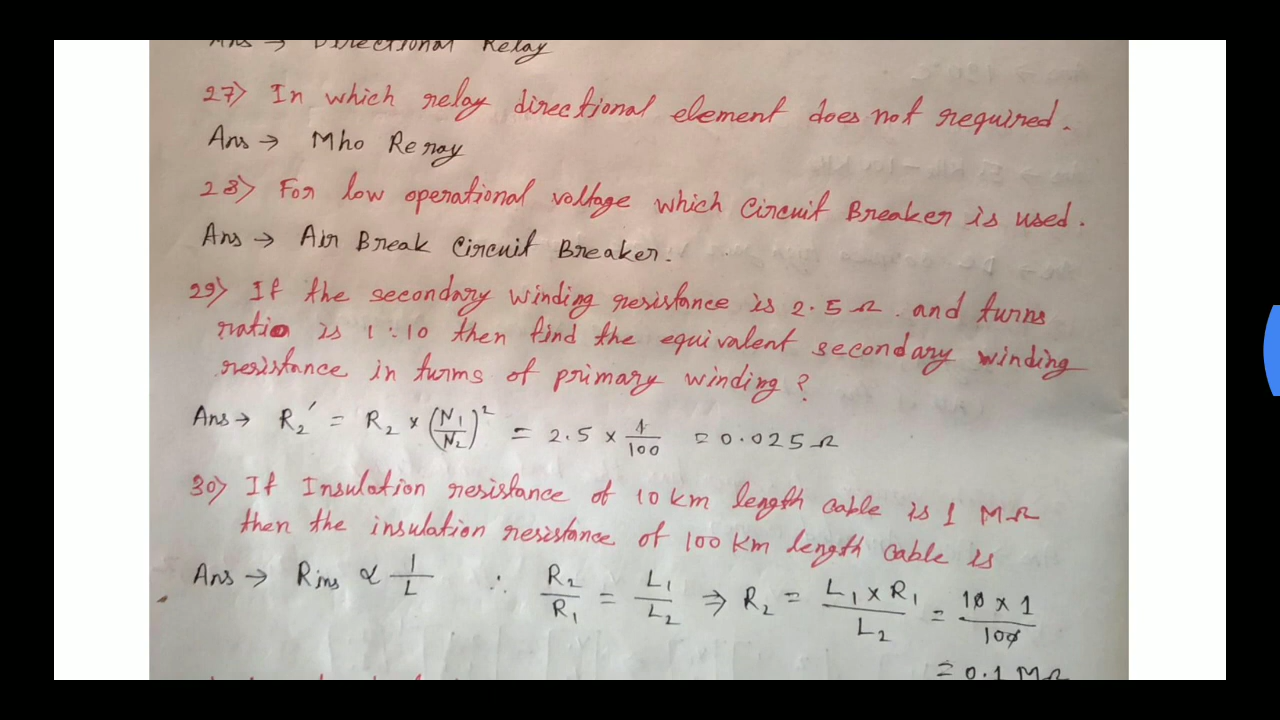 Ans → Directional Relay
27) In which relay directional element does not required.
Ans → Mho Renay
28) For low operational voltage which Circuit Breaker is used.
Ans → Air Break Circuit Breaker.
29) If the secondary winding resistance is 2.5 Ω. and turns
ratio is 1:10 then find the equivalent secondary winding
resistance in turms of primary winding?
Ans → R₂′ = R₂ × (N₁/N₂)² = 2.5 × 1/100 = 0.025 Ω
30) If Insulation resistance of 10 km length cable is 1 MΩ
then the insulation resistance of 100 km length cable is
Ans → Rins ∝ 1/L ∴ R₂/R₁ = L₁/L₂ ⇒ R₂ = L₁ × R₁/L₂ = 10 × 1/100
= 0.1 MΩ